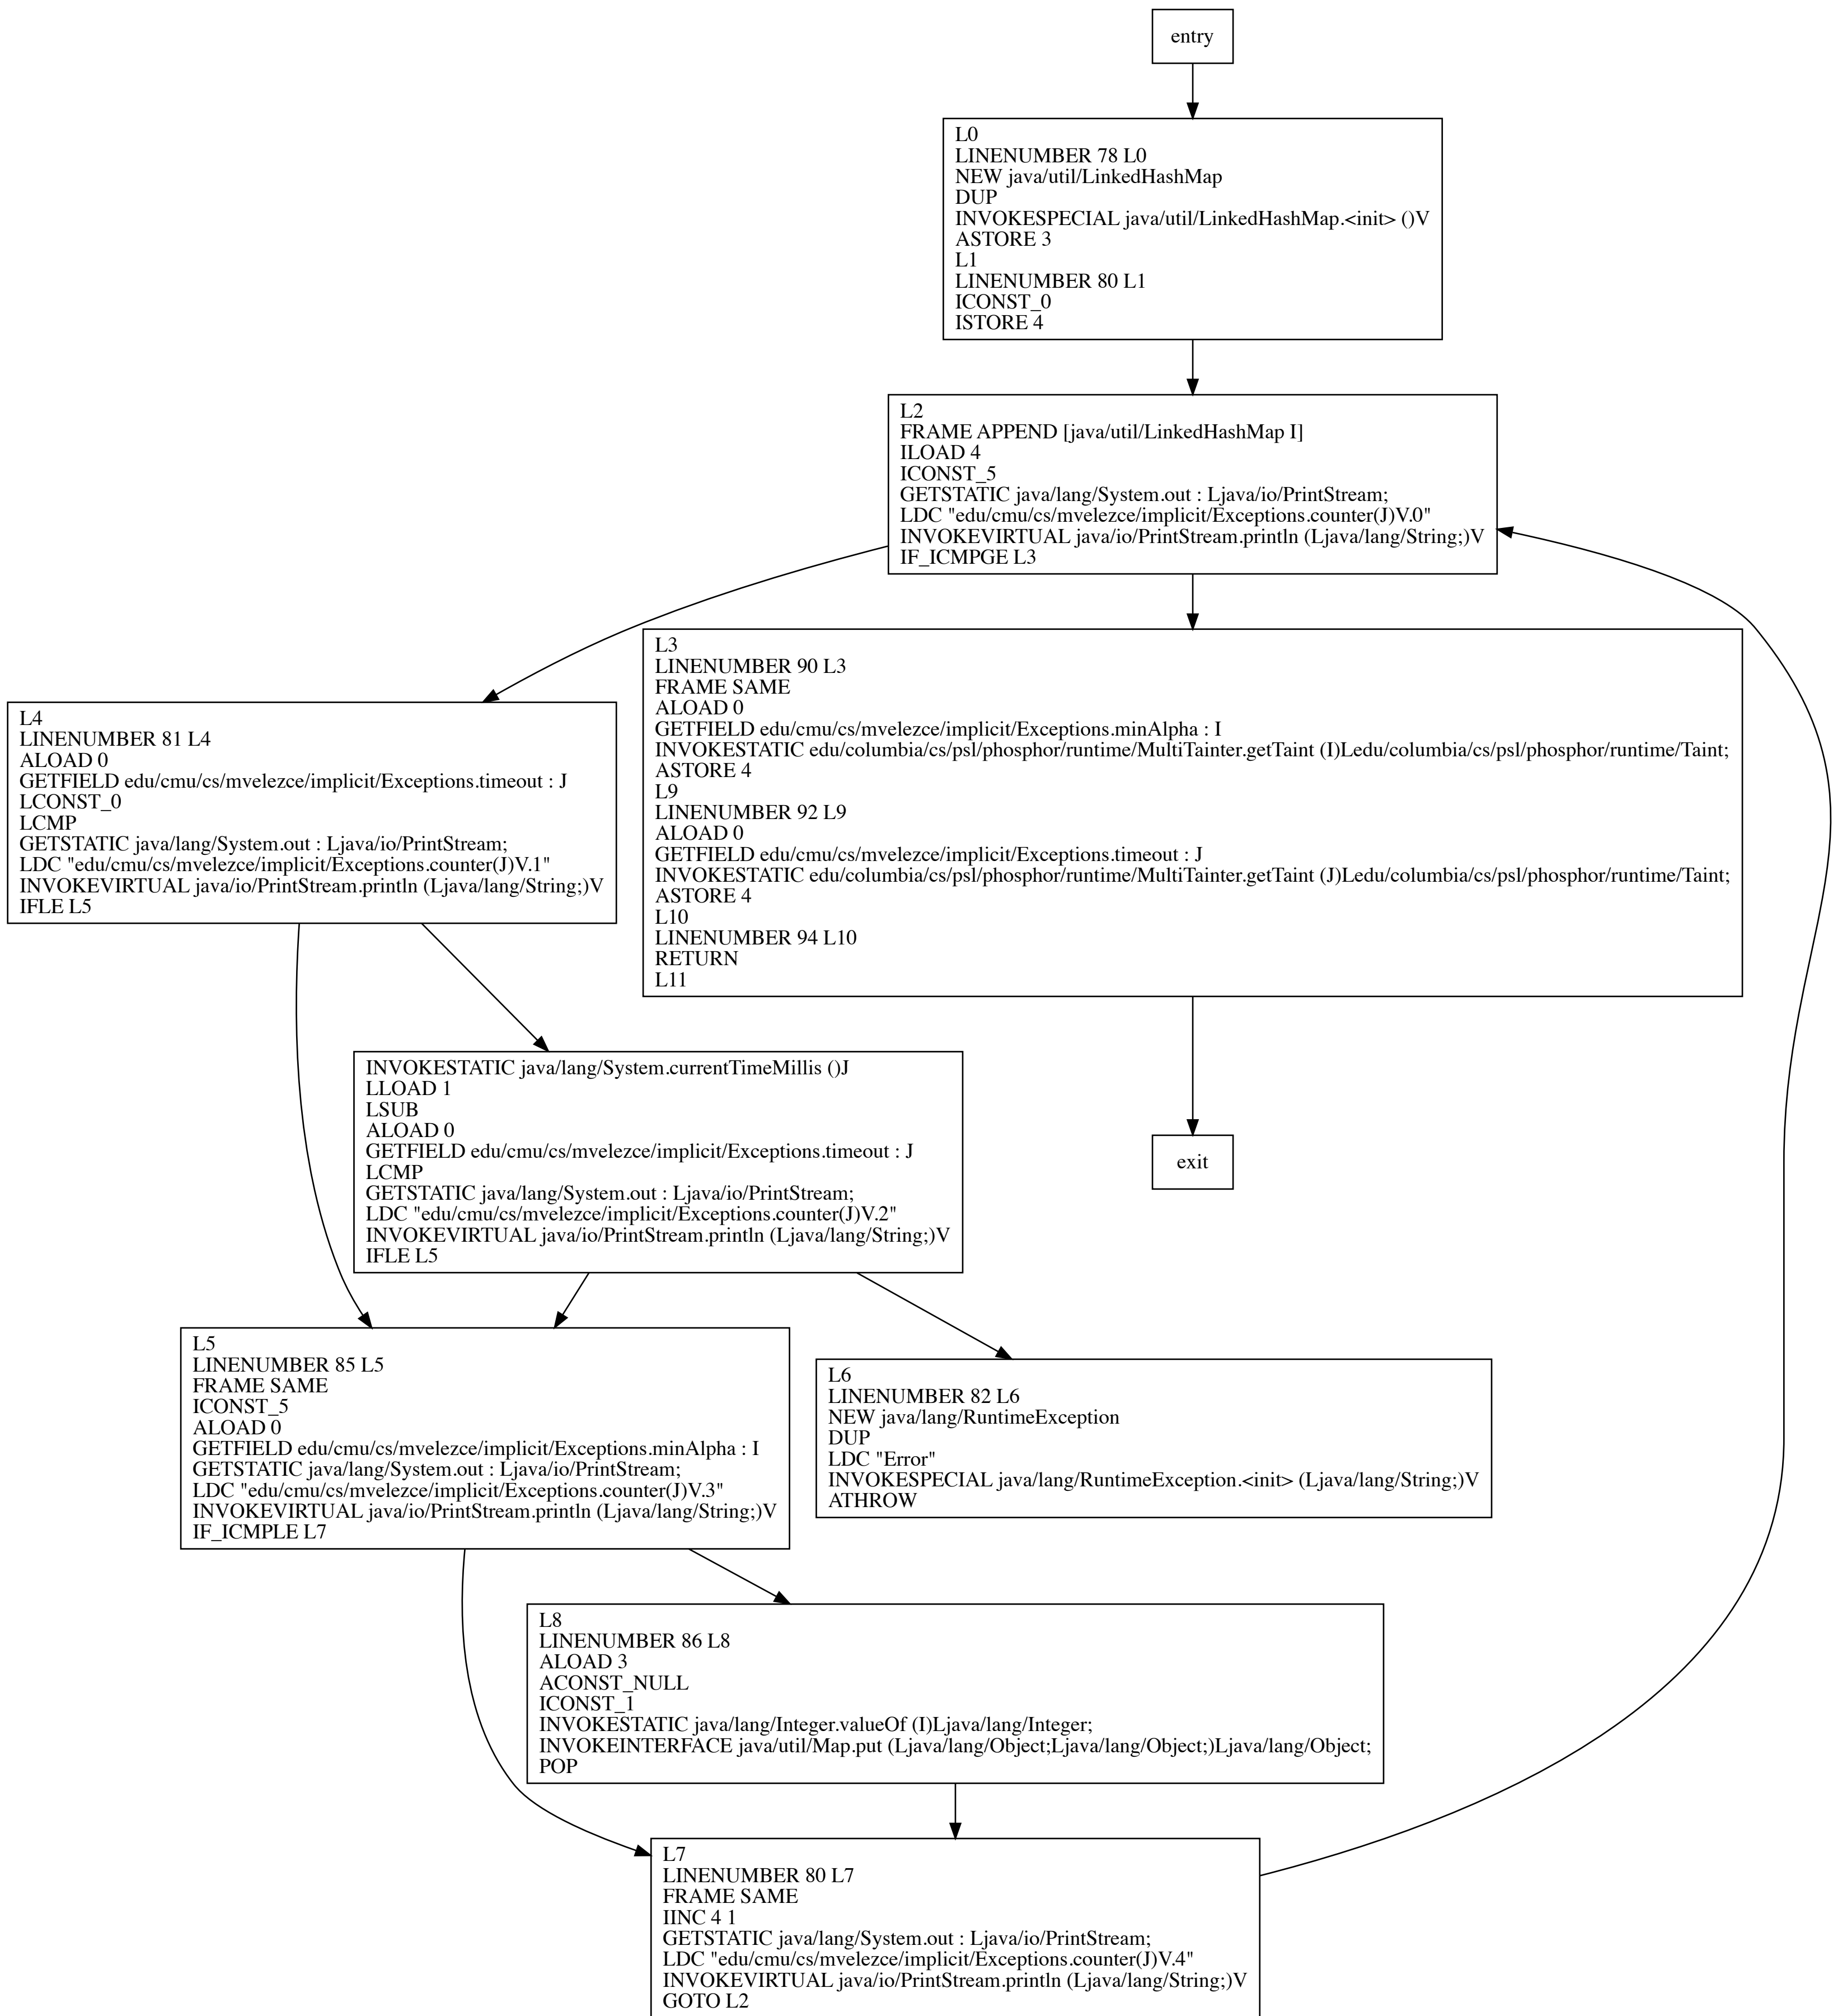 entry
L0
LINENUMBER 78 L0
NEW java/util/LinkedHashMap
DUP
INVOKESPECIAL java/util/LinkedHashMap.<init> ()V
ASTORE 3
L1
LINENUMBER 80 L1
ICONST_0
ISTORE 4
L2
FRAME APPEND [java/util/LinkedHashMap I]
ILOAD 4
ICONST_5
GETSTATIC java/lang/System.out : Ljava/io/PrintStream;
LDC "edu/cmu/cs/mvelezce/implicit/Exceptions.counter(J)V.0"
INVOKEVIRTUAL java/io/PrintStream.println (Ljava/lang/String;)V
IF_ICMPGE L3
L3
LINENUMBER 90 L3
FRAME SAME
ALOAD 0
GETFIELD edu/cmu/cs/mvelezce/implicit/Exceptions.minAlpha : I
INVOKESTATIC edu/columbia/cs/psl/phosphor/runtime/MultiTainter.getTaint (I)Ledu/columbia/cs/psl/phosphor/runtime/Taint;
ASTORE 4
L9
LINENUMBER 92 L9
ALOAD 0
GETFIELD edu/cmu/cs/mvelezce/implicit/Exceptions.timeout : J
INVOKESTATIC edu/columbia/cs/psl/phosphor/runtime/MultiTainter.getTaint (J)Ledu/columbia/cs/psl/phosphor/runtime/Taint;
ASTORE 4
L10
LINENUMBER 94 L10
RETURN
L11
L4
LINENUMBER 81 L4
ALOAD 0
GETFIELD edu/cmu/cs/mvelezce/implicit/Exceptions.timeout : J
LCONST_0
LCMP
GETSTATIC java/lang/System.out : Ljava/io/PrintStream;
LDC "edu/cmu/cs/mvelezce/implicit/Exceptions.counter(J)V.1"
INVOKEVIRTUAL java/io/PrintStream.println (Ljava/lang/String;)V
IFLE L5
INVOKESTATIC java/lang/System.currentTimeMillis ()J
LLOAD 1
LSUB
ALOAD 0
GETFIELD edu/cmu/cs/mvelezce/implicit/Exceptions.timeout : J
LCMP
GETSTATIC java/lang/System.out : Ljava/io/PrintStream;
LDC "edu/cmu/cs/mvelezce/implicit/Exceptions.counter(J)V.2"
INVOKEVIRTUAL java/io/PrintStream.println (Ljava/lang/String;)V
IFLE L5
exit
L5
LINENUMBER 85 L5
FRAME SAME
ICONST_5
ALOAD 0
GETFIELD edu/cmu/cs/mvelezce/implicit/Exceptions.minAlpha : I
GETSTATIC java/lang/System.out : Ljava/io/PrintStream;
LDC "edu/cmu/cs/mvelezce/implicit/Exceptions.counter(J)V.3"
INVOKEVIRTUAL java/io/PrintStream.println (Ljava/lang/String;)V
IF_ICMPLE L7
L6
LINENUMBER 82 L6
NEW java/lang/RuntimeException
DUP
LDC "Error"
INVOKESPECIAL java/lang/RuntimeException.<init> (Ljava/lang/String;)V
ATHROW
L8
LINENUMBER 86 L8
ALOAD 3
ACONST_NULL
ICONST_1
INVOKESTATIC java/lang/Integer.valueOf (I)Ljava/lang/Integer;
INVOKEINTERFACE java/util/Map.put (Ljava/lang/Object;Ljava/lang/Object;)Ljava/lang/Object;
POP
L7
LINENUMBER 80 L7
FRAME SAME
IINC 4 1
GETSTATIC java/lang/System.out : Ljava/io/PrintStream;
LDC "edu/cmu/cs/mvelezce/implicit/Exceptions.counter(J)V.4"
INVOKEVIRTUAL java/io/PrintStream.println (Ljava/lang/String;)V
GOTO L2